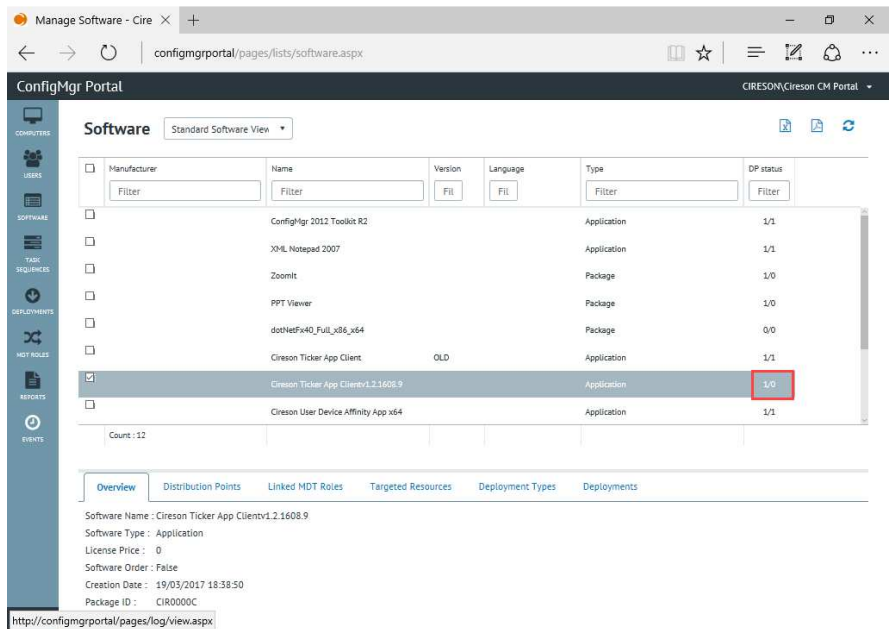 Manage Software - Cire
configmgrportal/pages/lists/software.aspx
ConfigMgr Portal
CIRESON\Cireson CM Portal
COMPUTERS
USERS
SOFTWARE
TASK SEQUENCES
DEPLOYMENTS
MDT ROLES
REPORTS
EVENTS
Software
Standard Software View
Manufacturer Name Version Language Type DP status
Filter Filter Fil Fil Filter Filter
ConfigMgr 2012 Toolkit R2 Application 1/1
XML Notepad 2007 Application 1/1
ZoomIt Package 1/0
PPT Viewer Package 1/0
dotNetFx40_Full_x86_x64 Package 0/0
Cireson Ticker App Client OLD Application 1/1
Cireson Ticker App Clientv1.2.1608.9 Application 1/0
Cireson User Device Affinity App x64 Application 1/1
Count : 12
Overview Distribution Points Linked MDT Roles Targeted Resources Deployment Types Deployments
Software Name : Cireson Ticker App Clientv1.2.1608.9
Software Type : Application
License Price : 0
Software Order : False
Creation Date : 19/03/2017 18:38:50
Package ID : CIR0000C
http://configmgrportal/pages/log/view.aspx